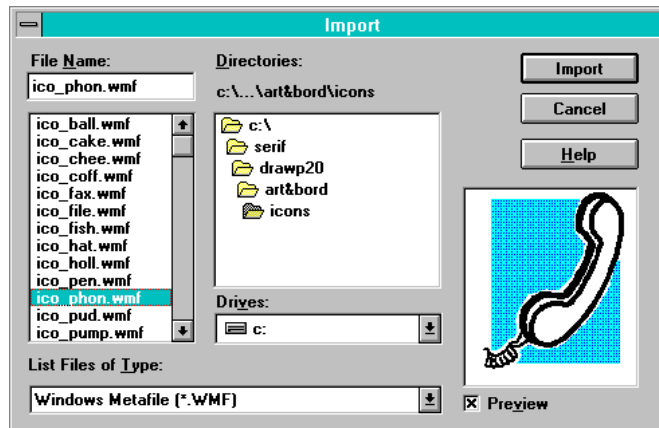 Import
File Name:
ico_phon.wmf
ico_ball.wmf
ico_cake.wmf
ico_chee.wmf
ico_coff.wmf
ico_fax.wmf
ico_file.wmf
ico_fish.wmf
ico_hat.wmf
ico_holl.wmf
ico_pen.wmf
ico_phon.wmf
ico_pud.wmf
ico_pump.wmf
List Files of Type:
Windows Metafile (*.WMF)
Directories:
c:\...\art&bord\icons
c:\
serif
drawp20
art&bord
icons
Drives:
c:
Import
Cancel
Help
Preview